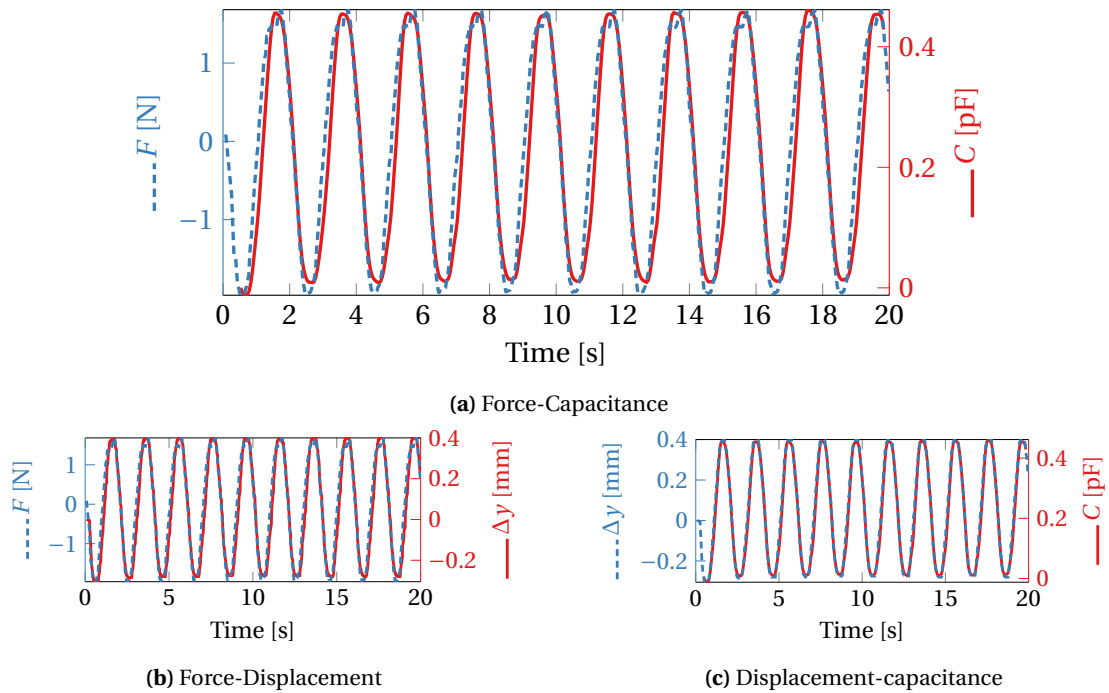 F [N]
1
0
−1
C [pF]
0.4
0.2
0
0 2 4 6 8 10 12 14 16 18 20
Time [s]
(a) Force-Capacitance
F [N]
1
0
−1
Δy [mm]
0.4
0.2
0
−0.2
0 5 10 15 20
Time [s]
(b) Force-Displacement
Δy [mm]
0.4
0.2
0
−0.2
C [pF]
0.4
0.2
0
0 5 10 15 20
Time [s]
(c) Displacement-capacitance